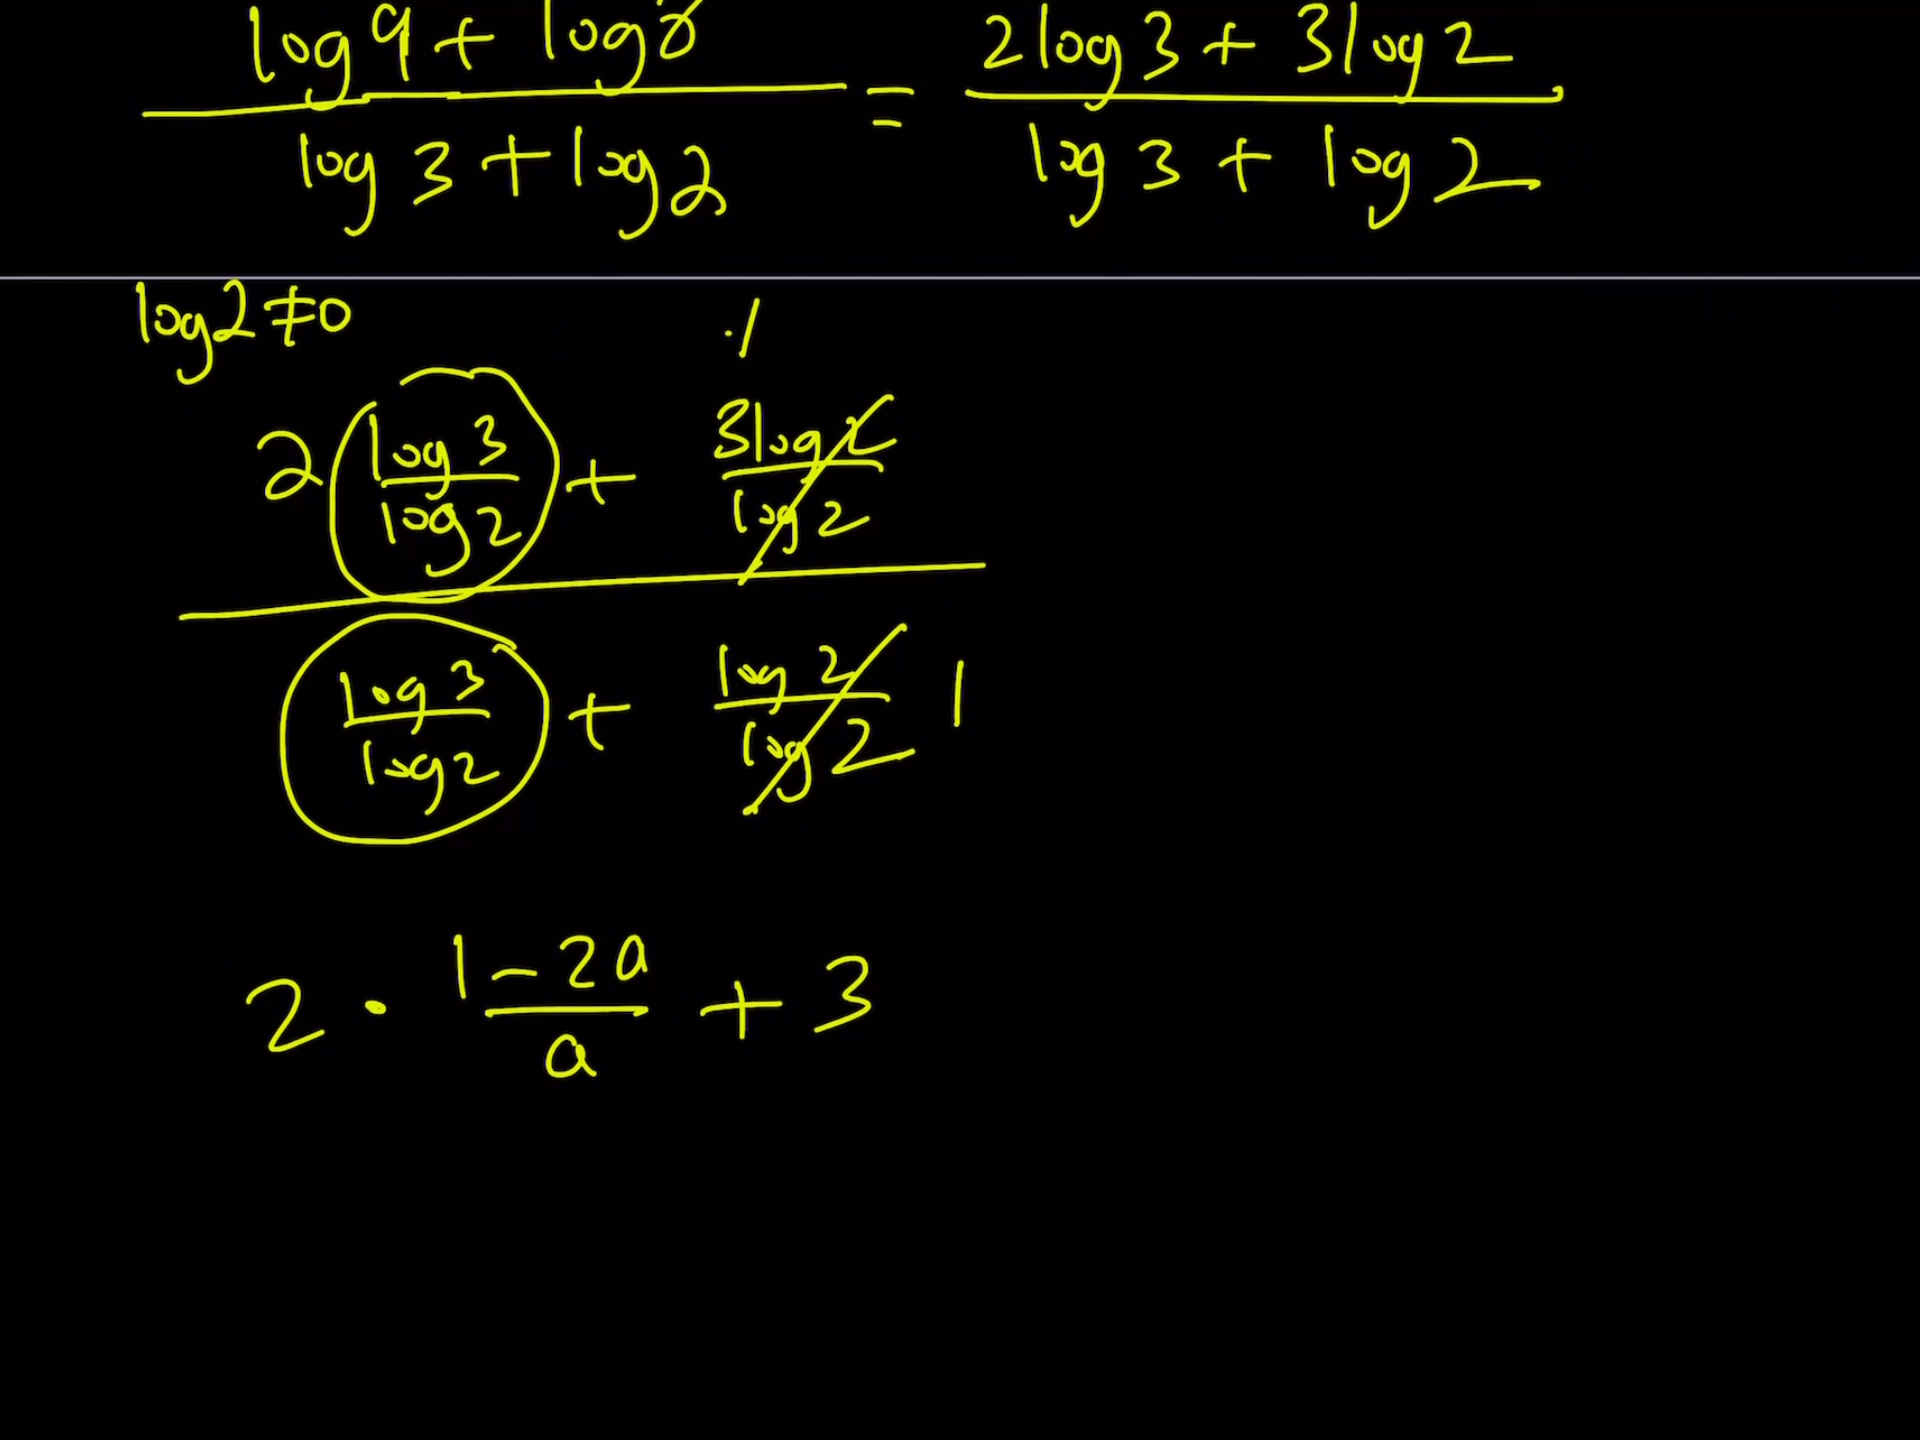 log 9 + log 8 = 2 log 3 + 3 log 2
log 3 + log 2 log 3 + log 2
log 2 ≠ 0
. 1
2 log 3 + 3 log 2
log 2 log 2
log 3 + log 2 1
log 2 log 2
2 · 1 - 2a + 3
a